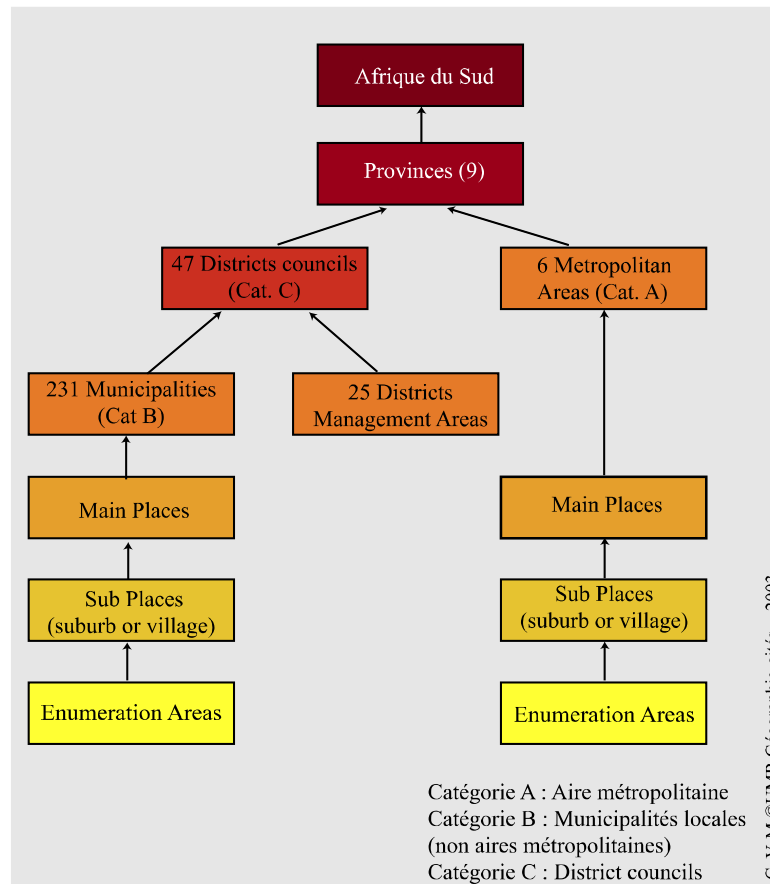 Afrique du Sud
Provinces (9)
47 Districts councils
(Cat. C)
6 Metropolitan
Areas (Cat. A)
231 Municipalities
(Cat B)
25 Districts
Management Areas
Main Places
Main Places
Sub Places
(suburb or village)
Sub Places
(suburb or village)
Enumeration Areas
Enumeration Areas
Catégorie A : Aire métropolitaine
Catégorie B : Municipalités locales
(non aires métropolitaines)
Catégorie C : District councils